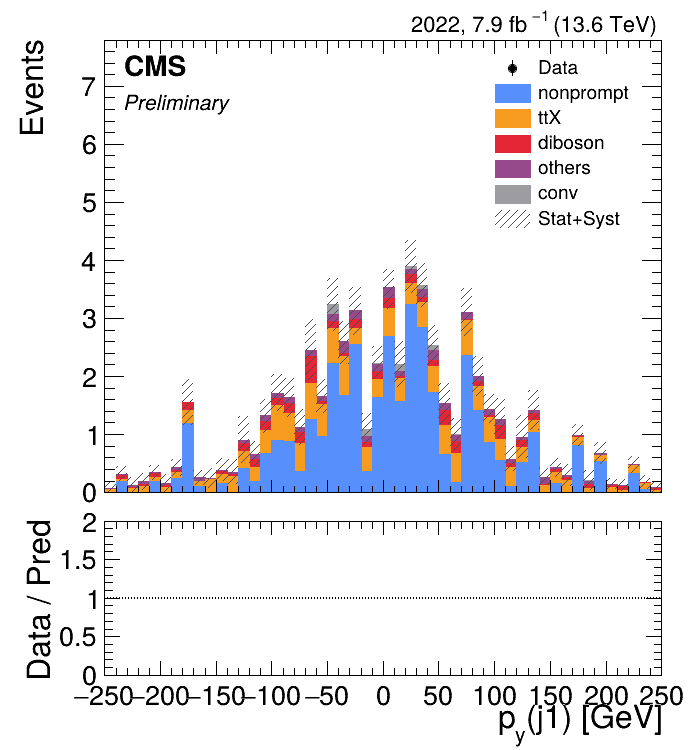 2022, 7.9 fb⁻¹ (13.6 TeV)
CMS
Preliminary
Data
nonprompt
ttX
diboson
others
conv
Stat+Syst
Events
7
6
5
4
3
2
1
0
Data / Pred
2
1.5
1
0.5
0
−250 −200 −150 −100 −50 0 50 100 150 200 250
p_y(j1) [GeV]